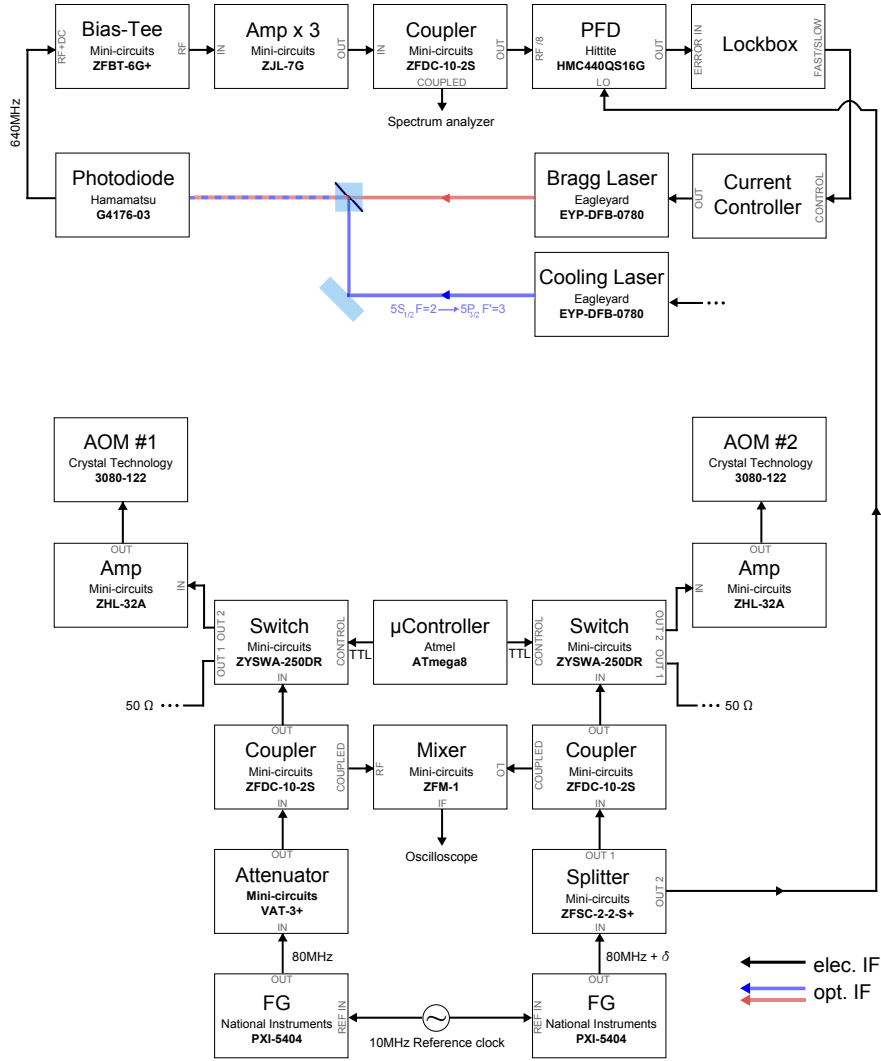 RF+DC
Bias-Tee
Mini-circuits
ZFBT-6G+
RF
IN
Amp x 3
Mini-circuits
ZJL-7G
OUT
IN
Coupler
Mini-circuits
ZFDC-10-2S
COUPLED
OUT
RF /8
PFD
Hittite
HMC440QS16G
LO
OUT
ERROR IN
Lockbox
FAST/SLOW
Spectrum analyzer
640MHz
Photodiode
Hamamatsu
G4176-03
Bragg Laser
Eagleyard
EYP-DFB-0780
OUT
Current
Controller
CONTROL
Cooling Laser
Eagleyard
EYP-DFB-0780
5S1/2F=2→5P3/2F'=3
AOM #1
Crystal Technology
3080-122
AOM #2
Crystal Technology
3080-122
OUT
Amp
Mini-circuits
ZHL-32A
IN
OUT
Amp
Mini-circuits
ZHL-32A
IN
OUT 1 OUT 2
Switch
Mini-circuits
ZYSWA-250DR
IN
CONTROL
TTL
µController
Atmel
ATmega8
TTL
CONTROL
Switch
Mini-circuits
ZYSWA-250DR
IN
OUT 2
OUT 1
50 Ω
50 Ω
OUT
Coupler
Mini-circuits
ZFDC-10-2S
IN
COUPLED
RF
Mixer
Mini-circuits
ZFM-1
IF
LO
COUPLED
OUT
Coupler
Mini-circuits
ZFDC-10-2S
IN
Oscilloscope
OUT
Attenuator
Mini-circuits
VAT-3+
IN
OUT 1
Splitter
Mini-circuits
ZFSC-2-2-S+
IN
OUT 2
80MHz
80MHz + δ
OUT
FG
National Instruments
PXI-5404
REF IN
10MHz Reference clock
REF IN
OUT
FG
National Instruments
PXI-5404
elec. IF
opt. IF